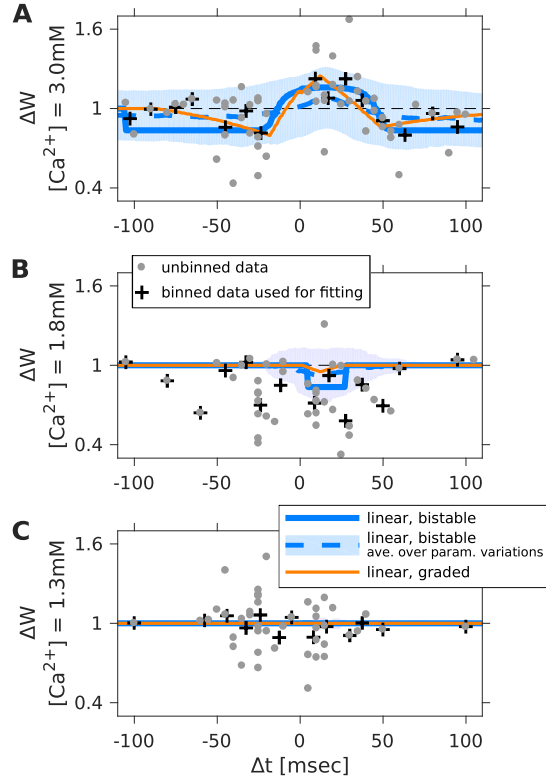 A
ΔW
[Ca²⁺] = 3.0mM
1.6
1
0.4
-100 -50 0 50 100
B
ΔW
[Ca²⁺] = 1.8mM
1.6
1
0.4
unbinned data
binned data used for fitting
-100 -50 0 50 100
C
ΔW
[Ca²⁺] = 1.3mM
1.6
1
0.4
linear, bistable
linear, bistable
ave. over param. variations
linear, graded
-100 -50 0 50 100
Δt [msec]